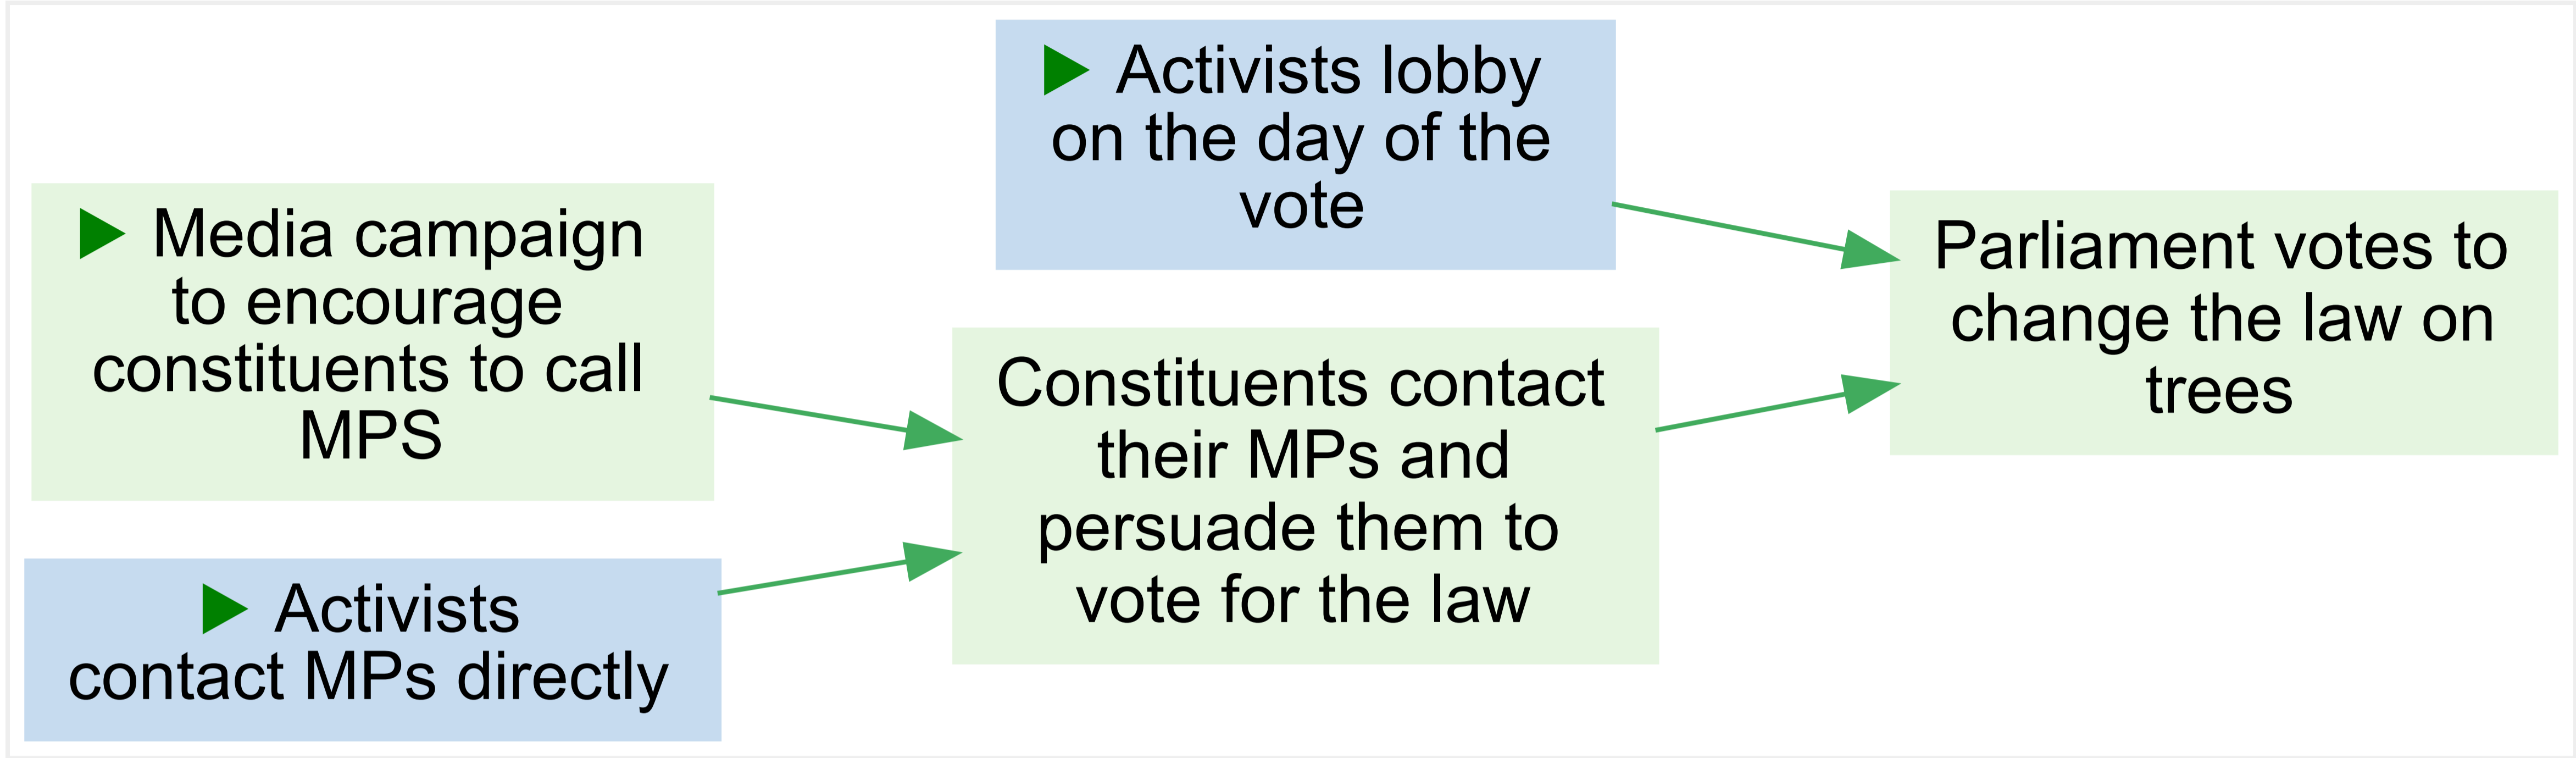 ▶ Media campaign
to encourage
constituents to call
MPS
▶ Activists
contact MPs directly
▶ Activists lobby
on the day of the
vote
Constituents contact
their MPs and
persuade them to
vote for the law
Parliament votes to
change the law on
trees